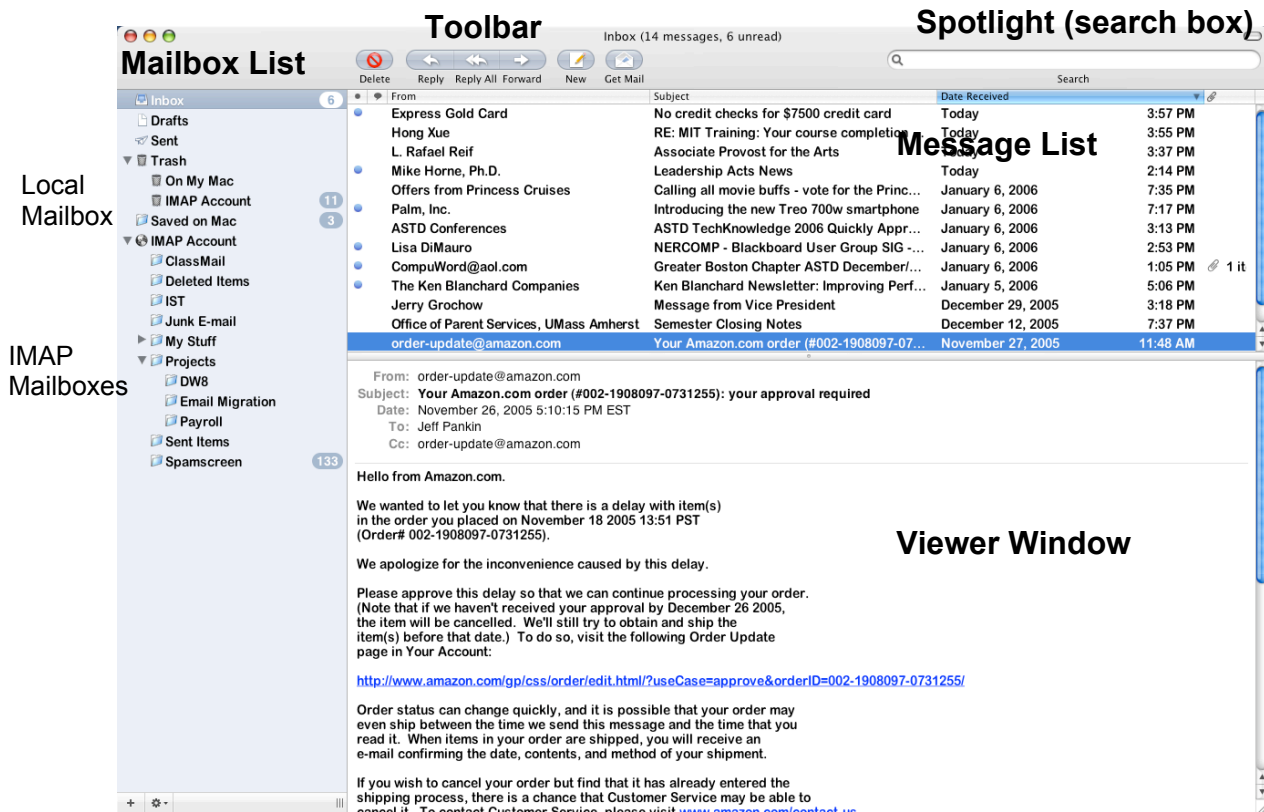 Toolbar
Spotlight (search box)
Inbox (14 messages, 6 unread)
Mailbox List
Delete Reply Reply All Forward New Get Mail
Search
Inbox 6
Drafts
Sent
Trash
On My Mac
IMAP Account 11
Saved on Mac 3
IMAP Account
ClassMail
Deleted Items
IST
Junk E-mail
My Stuff
Projects
DW8
Email Migration
Payroll
Sent Items
Spamscreen 133
Local
Mailbox
IMAP
Mailboxes
From Subject Date Received
Express Gold Card No credit checks for $7500 credit card Today 3:57 PM
Hong Xue RE: MIT Training: Your course completion ... Today 3:55 PM
L. Rafael Reif Associate Provost for the Arts Today 3:37 PM
Message List
Mike Horne, Ph.D. Leadership Acts News Today 2:14 PM
Offers from Princess Cruises Calling all movie buffs - vote for the Princ... January 6, 2006 7:35 PM
Palm, Inc. Introducing the new Treo 700w smartphone January 6, 2006 7:17 PM
ASTD Conferences ASTD TechKnowledge 2006 Quickly Appr... January 6, 2006 3:13 PM
Lisa DiMauro NERCOMP - Blackboard User Group SIG -... January 6, 2006 2:53 PM
CompuWord@aol.com Greater Boston Chapter ASTD December/... January 6, 2006 1:05 PM 1 it
The Ken Blanchard Companies Ken Blanchard Newsletter: Improving Perf... January 5, 2006 5:06 PM
Jerry Grochow Message from Vice President December 29, 2005 3:18 PM
Office of Parent Services, UMass Amherst Semester Closing Notes December 12, 2005 7:37 PM
order-update@amazon.com Your Amazon.com order (#002-1908097-07... November 27, 2005 11:48 AM
From: order-update@amazon.com
Subject: Your Amazon.com order (#002-1908097-0731255): your approval required
Date: November 26, 2005 5:10:15 PM EST
To: Jeff Pankin
Cc: order-update@amazon.com
Hello from Amazon.com.
We wanted to let you know that there is a delay with item(s)
in the order you placed on November 18 2005 13:51 PST
(Order# 002-1908097-0731255).
Viewer Window
We apologize for the inconvenience caused by this delay.
Please approve this delay so that we can continue processing your order.
(Note that if we haven't received your approval by December 26 2005,
the item will be cancelled. We'll still try to obtain and ship the
item(s) before that date.) To do so, visit the following Order Update
page in Your Account:
http://www.amazon.com/gp/css/order/edit.html/?useCase=approve&orderID=002-1908097-0731255/
Order status can change quickly, and it is possible that your order may
even ship between the time we send this message and the time that you
read it. When items in your order are shipped, you will receive an
e-mail confirming the date, contents, and method of your shipment.
If you wish to cancel your order but find that it has already entered the
shipping process, there is a chance that Customer Service may be able to
cancel it. To contact Customer Service, please visit www.amazon.com/contact-us